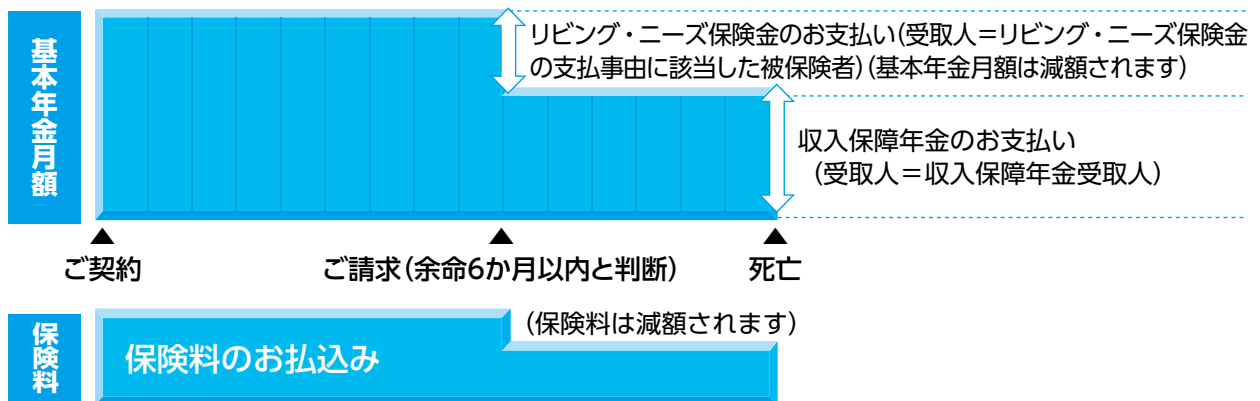 基本年金月額
リビング・ニーズ保険金のお支払い(受取人=リビング・ニーズ保険金
の支払事由に該当した被保険者)(基本年金月額は減額されます)
収入保障年金のお支払い
(受取人=収入保障年金受取人)
ご契約
ご請求(余命6か月以内と判断)
死亡
保険料
(保険料は減額されます)
保険料のお払込み